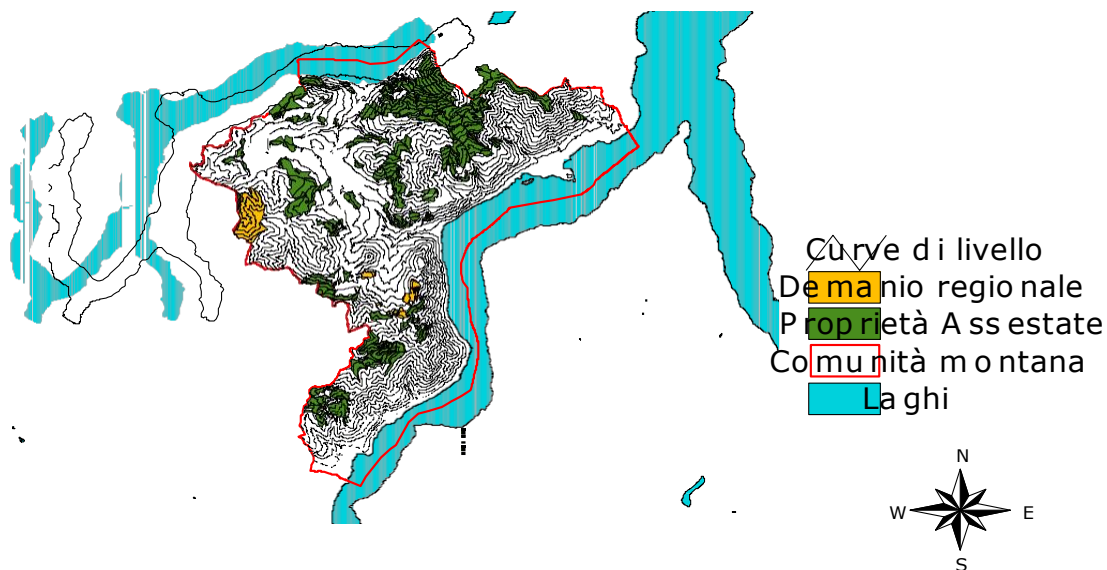 Curve di livello
Demanio regionale
Proprietà Assestate
Comunità montana
Laghi
N
W E
S